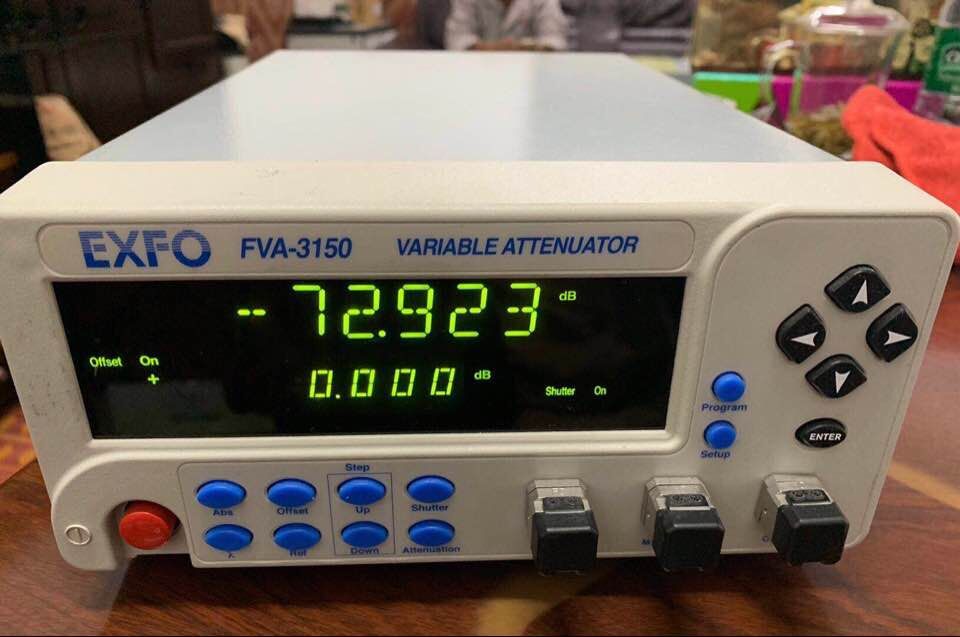 EXFO FVA-3150 VARIABLE ATTENUATOR
-- 72.923 dB
Offset On
+ 0.000 dB
Shutter On
Program
Setup
ENTER
Step
Abs Offset Up Shutter
λ Ref Down Attenuation